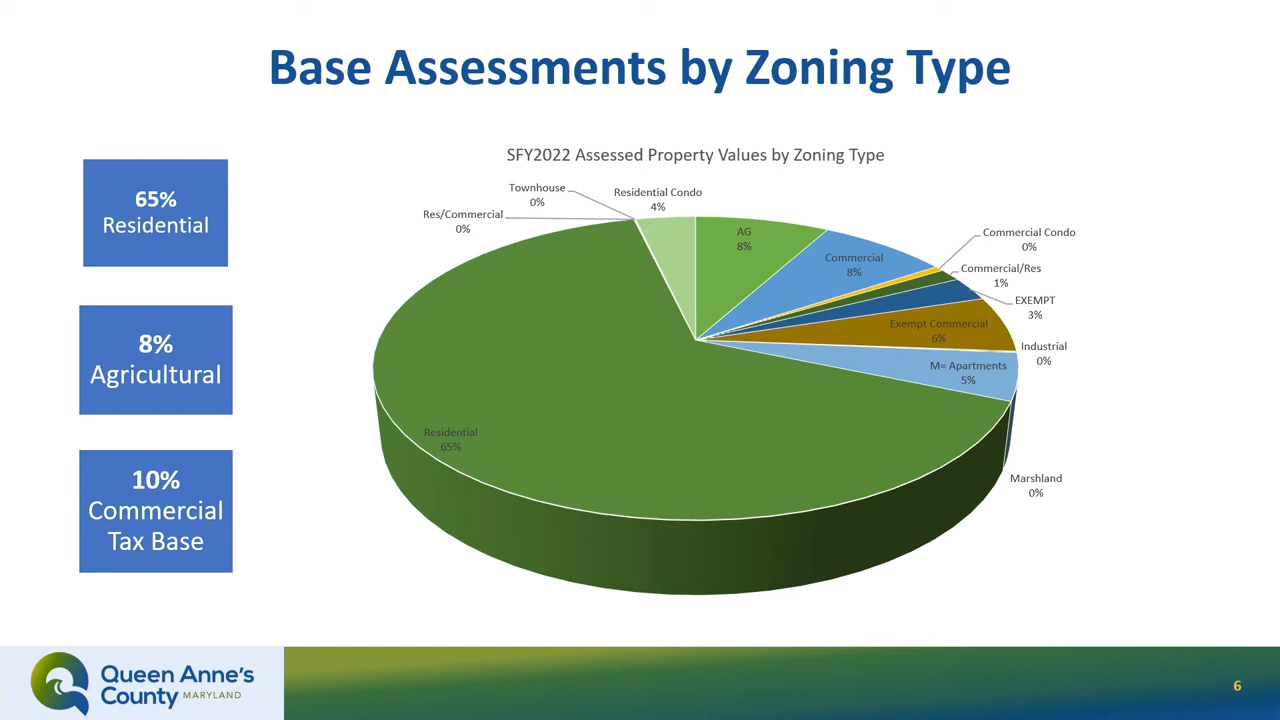 Base Assessments by Zoning Type
65%
Residential
8%
Agricultural
10%
Commercial
Tax Base
SFY2022 Assessed Property Values by Zoning Type
Townhouse
0%
Residential Condo
4%
Res/Commercial
0%
AG
8%
Commercial
8%
Commercial Condo
0%
Commercial/Res
1%
EXEMPT
3%
Exempt Commercial
6%
Industrial
0%
M= Apartments
5%
Residential
65%
Marshland
0%
Queen Anne's
County MARYLAND
6